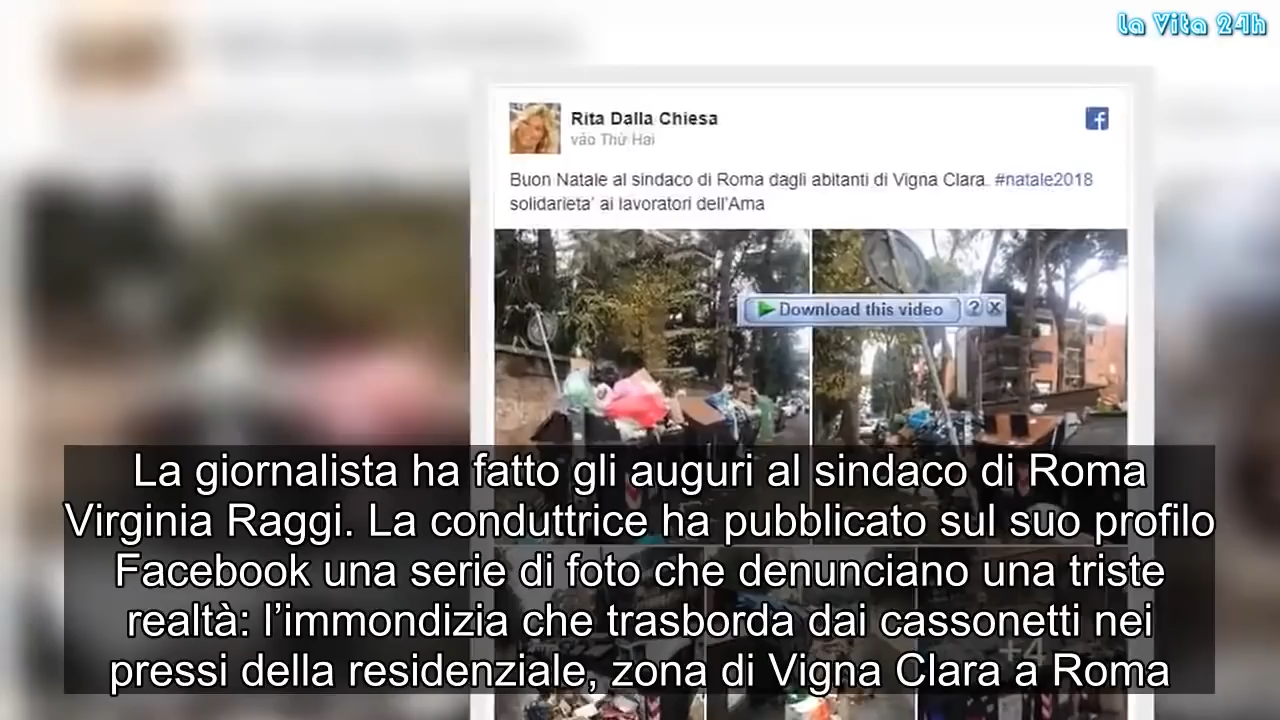 la Vita 24h
Rita Dalla Chiesa
vào Thứ Hai
Buon Natale al sindaco di Roma dagli abitanti di Vigna Clara. #natale2018
solidarieta' ai lavoratori dell'Ama
Download this video ? X
La giornalista ha fatto gli auguri al sindaco di Roma
Virginia Raggi. La conduttrice ha pubblicato sul suo profilo
Facebook una serie di foto che denunciano una triste
realtà: l’immondizia che trasborda dai cassonetti nei
pressi della residenziale, zona di Vigna Clara a Roma
+4